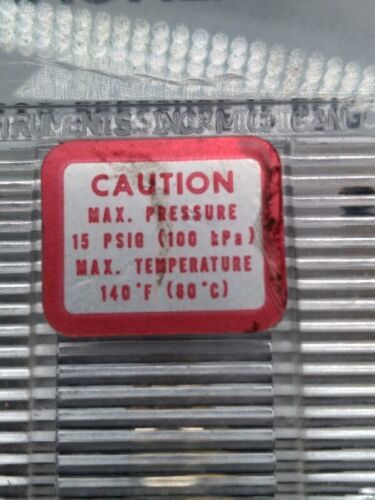 CAUTION
MAX. PRESSURE
15 PSIG (100 kPa)
MAX. TEMPERATURE
140°F (60°C)